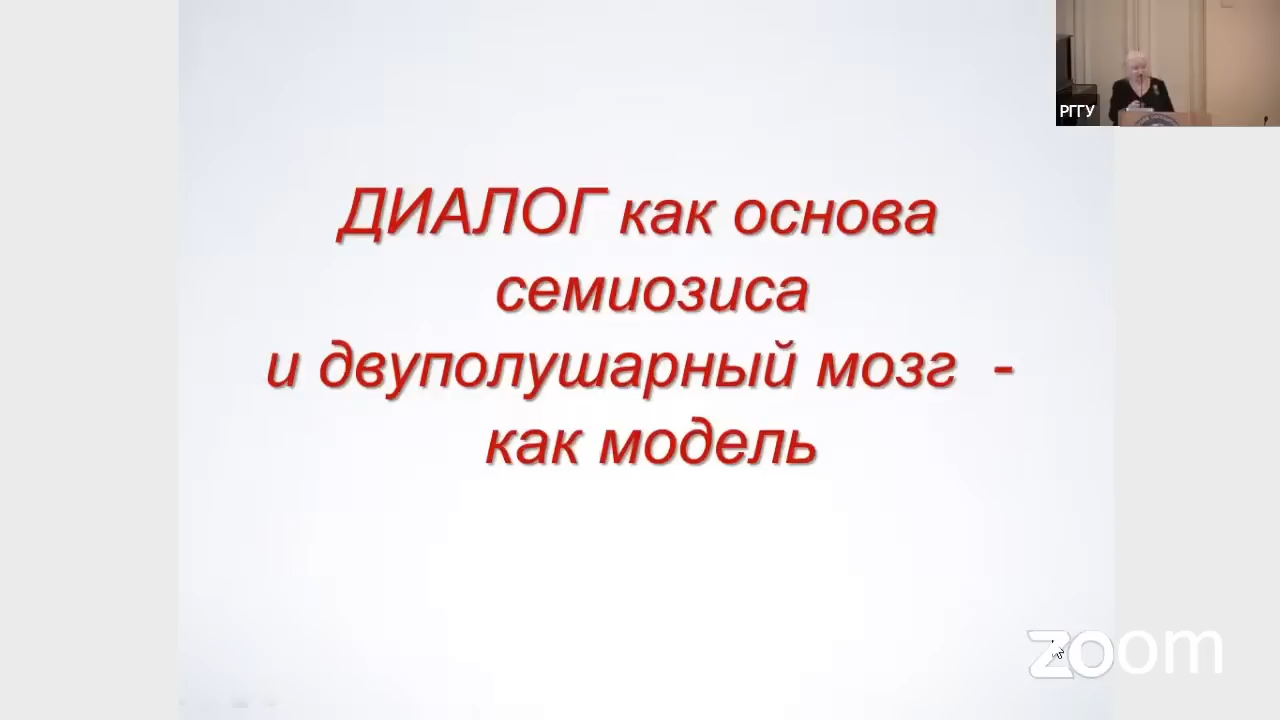 РГГУ
ДИАЛОГ как основа
семиозиса
и двуполушарный мозг -
как модель
zoom